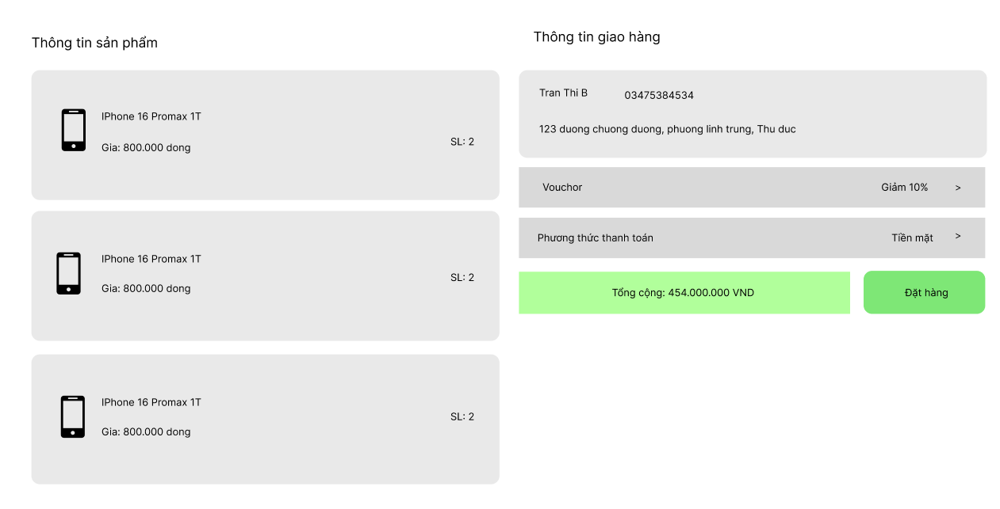 Thông tin sản phẩm
IPhone 16 Promax 1T
Gia: 800.000 dong
SL: 2
IPhone 16 Promax 1T
Gia: 800.000 dong
SL: 2
IPhone 16 Promax 1T
Gia: 800.000 dong
SL: 2
Thông tin giao hàng
Tran Thi B 03475384534
123 duong chuong duong, phuong linh trung, Thu duc
Vouchor Giảm 10% >
Phương thức thanh toán Tiền mặt >
Tổng cộng: 454.000.000 VND
Đặt hàng